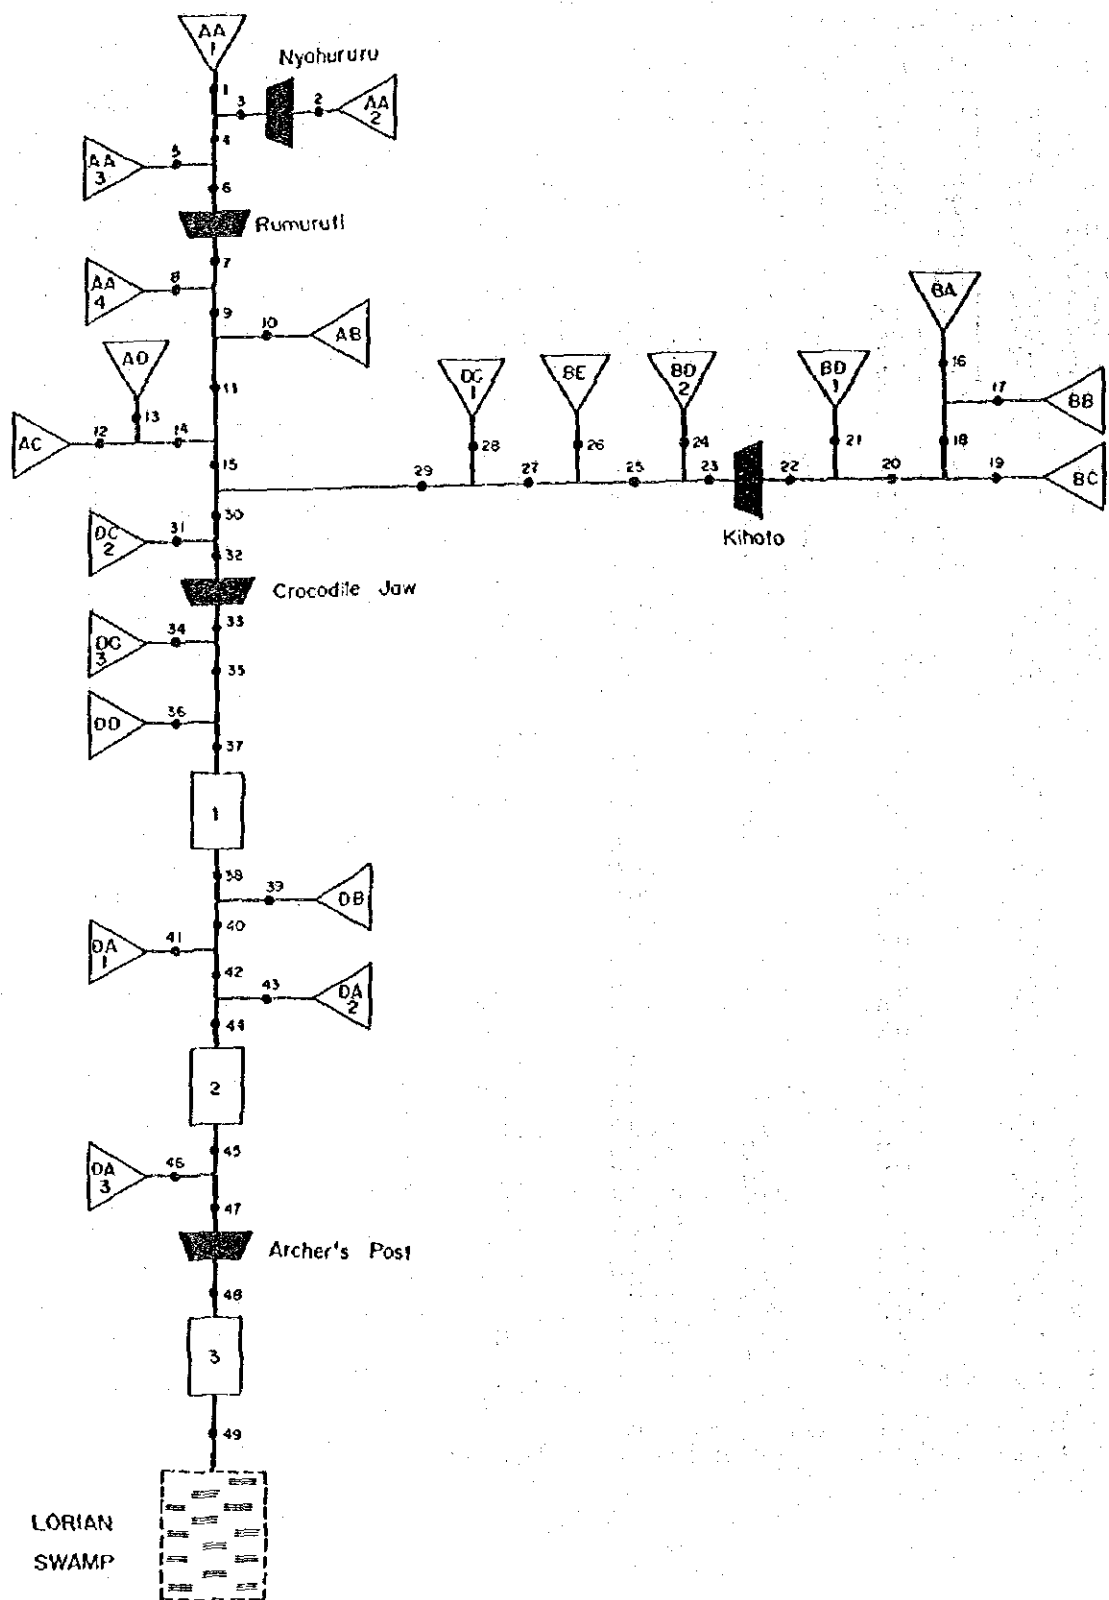 AA
1
Nyahururu
1
3
2
AA
2
4
AA
3
5
6
Rumuruti
7
AA
4
8
9
10
AB
AD
11
13
AC
12
14
15
DC
1
BE
BD
2
BD
1
BA
16
17
BB
28
26
24
21
18
29
27
25
23
22
20
19
BC
Kihoto
30
DC
2
31
32
Crocodile Jaw
33
DC
3
34
35
DD
36
37
1
38
39
DB
40
DA
1
41
42
43
DA
2
44
2
45
DA
3
46
47
Archer's Post
48
3
49
LORIAN
SWAMP